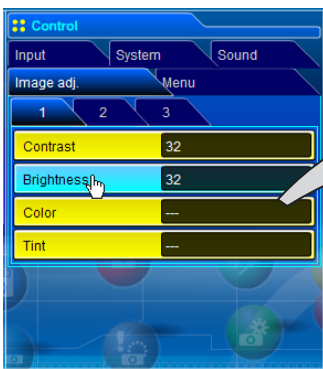 Control
Input System Sound
Image adj. Menu
1 2 3
Contrast 32
Brightness 32
Color ---
Tint ---